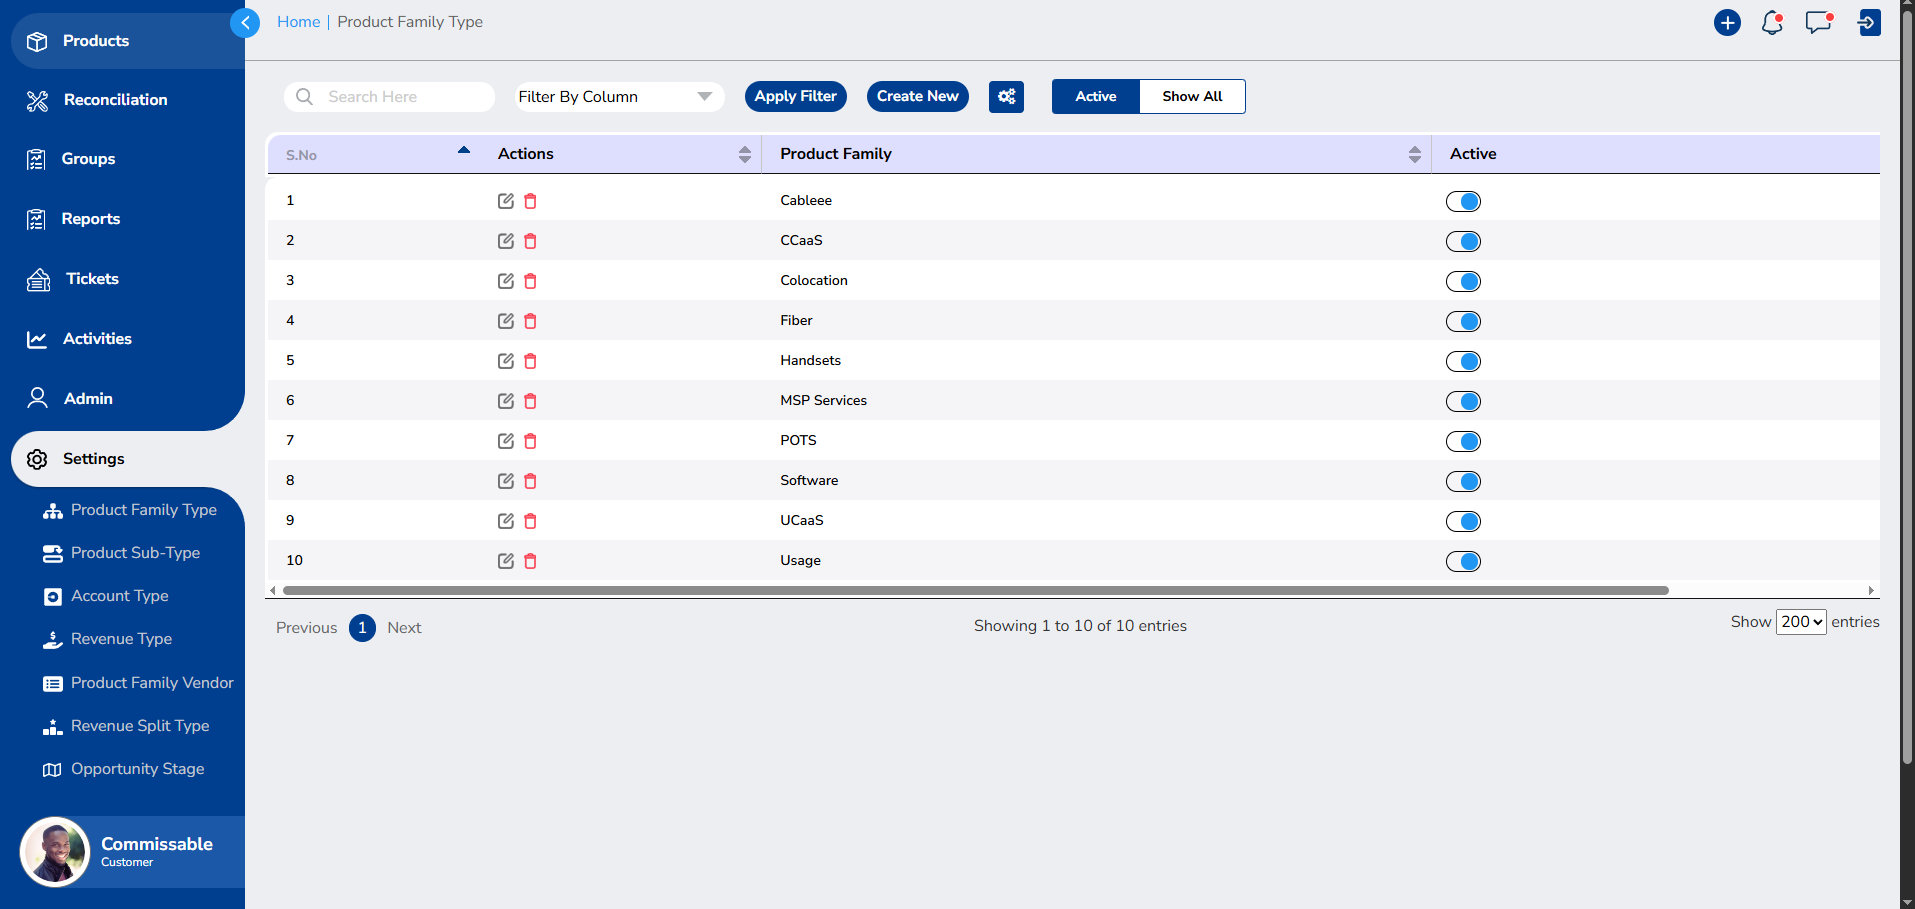 Products
Reconciliation
Groups
Reports
Tickets
Activities
Admin
Settings
Product Family Type
Product Sub-Type
Account Type
Revenue Type
Product Family Vendor
Revenue Split Type
Opportunity Stage
Commissable
Customer
Home | Product Family Type
Search Here
Filter By Column
Apply Filter
Create New
Active
Show All
S.No Actions Product Family Active
1 Cableee
2 CCaaS
3 Colocation
4 Fiber
5 Handsets
6 MSP Services
7 POTS
8 Software
9 UCaaS
10 Usage
Previous 1 Next
Showing 1 to 10 of 10 entries
Show 200 entries